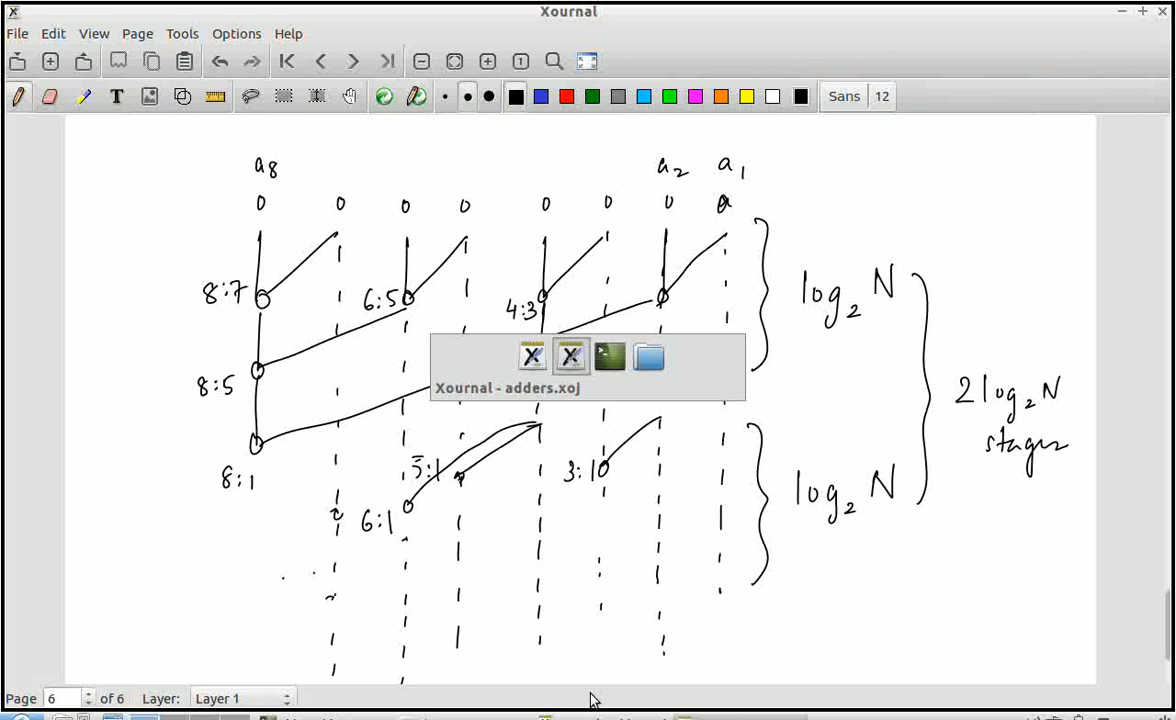 Xournal
File Edit View Page Tools Options Help
Sans 12
a8 a2 a1
0 0 0 0 0 0 0 0
8:7 6:5 4:3 log2 N
Xournal - adders.xoj
8:5 2 log2 N
stages
8:1 5:1 3:1 log2 N
6:1
Page 6 of 6 Layer: Layer 1